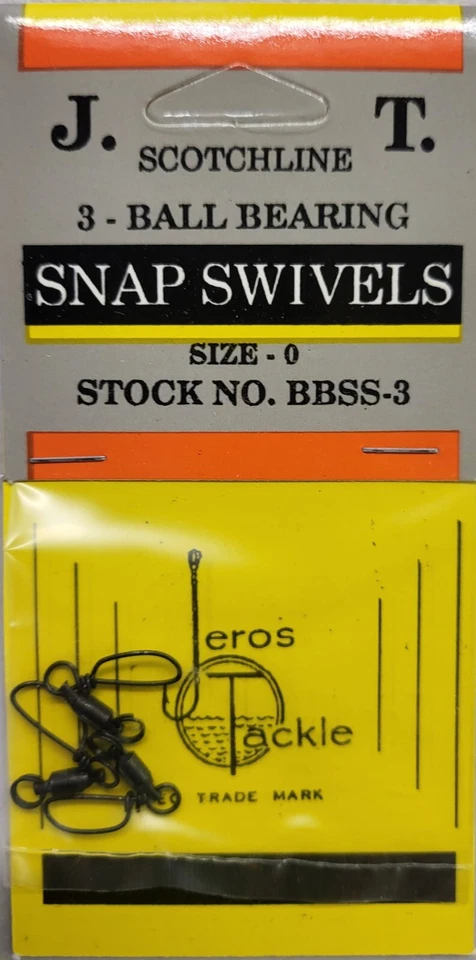 J. T.
SCOTCHLINE
3 - BALL BEARING
SNAP SWIVELS
SIZE - 0
STOCK NO. BBSS-3
Jeros
Tackle
TRADE MARK